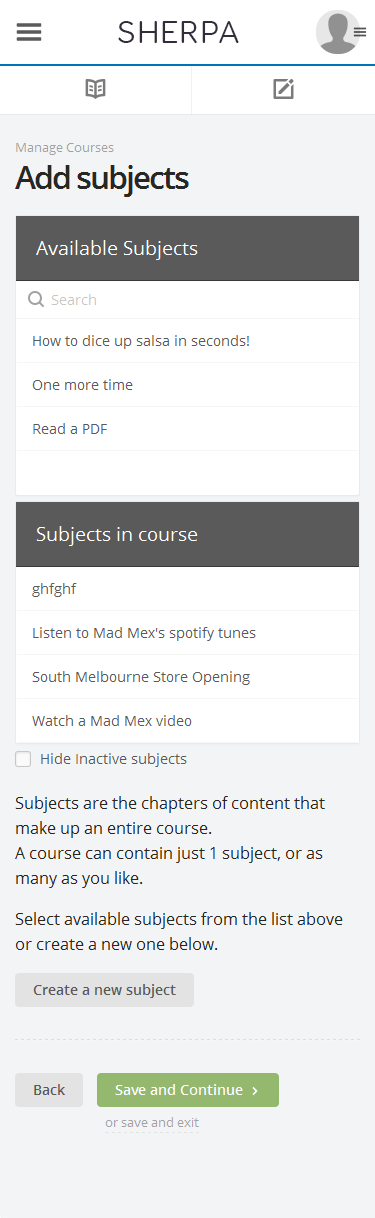 SHERPA
Manage Courses
Add subjects
Available Subjects
Search
How to dice up salsa in seconds!
One more time
Read a PDF
Subjects in course
ghfghf
Listen to Mad Mex's spotify tunes
South Melbourne Store Opening
Watch a Mad Mex video
Hide Inactive subjects
Subjects are the chapters of content that
make up an entire course.
A course can contain just 1 subject, or as
many as you like.
Select available subjects from the list above
or create a new one below.
Create a new subject
Back
Save and Continue ›
or save and exit